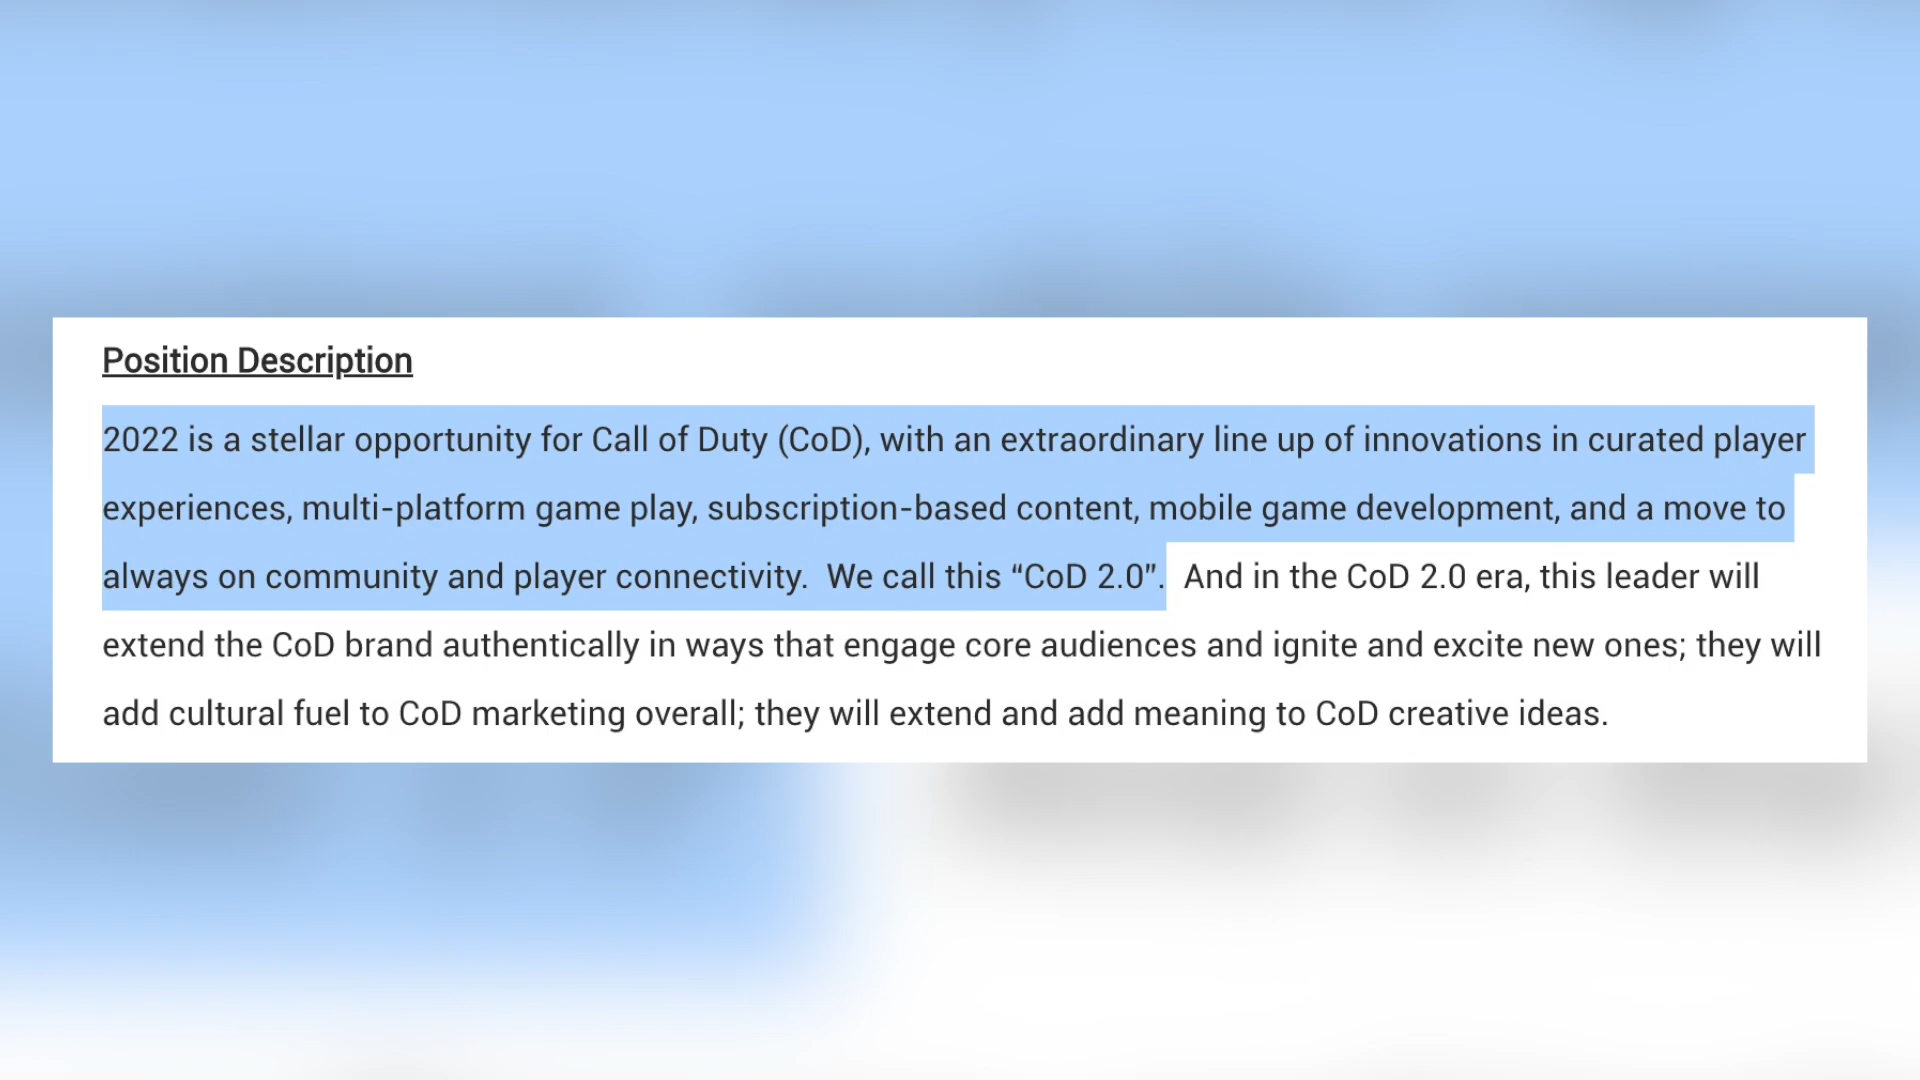 Position Description
2022 is a stellar opportunity for Call of Duty (CoD), with an extraordinary line up of innovations in curated player
experiences, multi-platform game play, subscription-based content, mobile game development, and a move to
always on community and player connectivity.  We call this “CoD 2.0”.  And in the CoD 2.0 era, this leader will
extend the CoD brand authentically in ways that engage core audiences and ignite and excite new ones; they will
add cultural fuel to CoD marketing overall; they will extend and add meaning to CoD creative ideas.